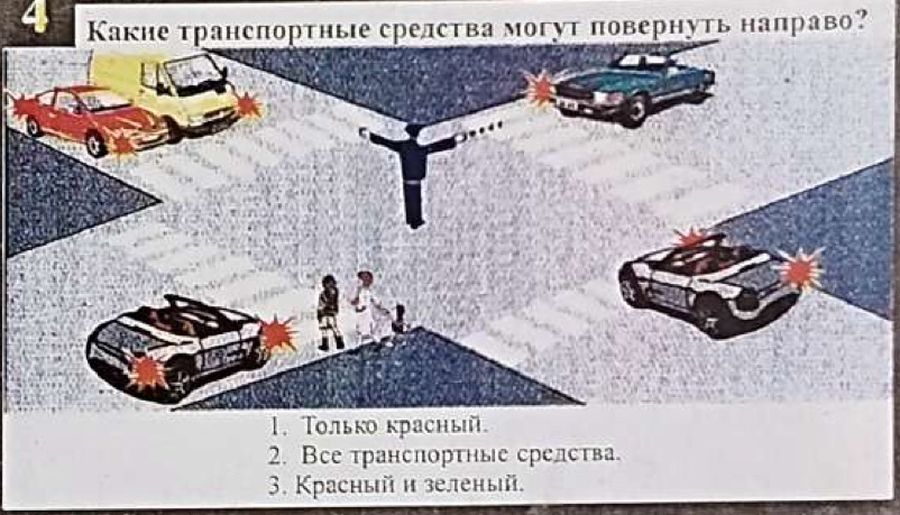 4
Какие транспортные средства могут повернуть направо?
1. Только красный.
2. Все транспортные средства.
3. Красный и зеленый.